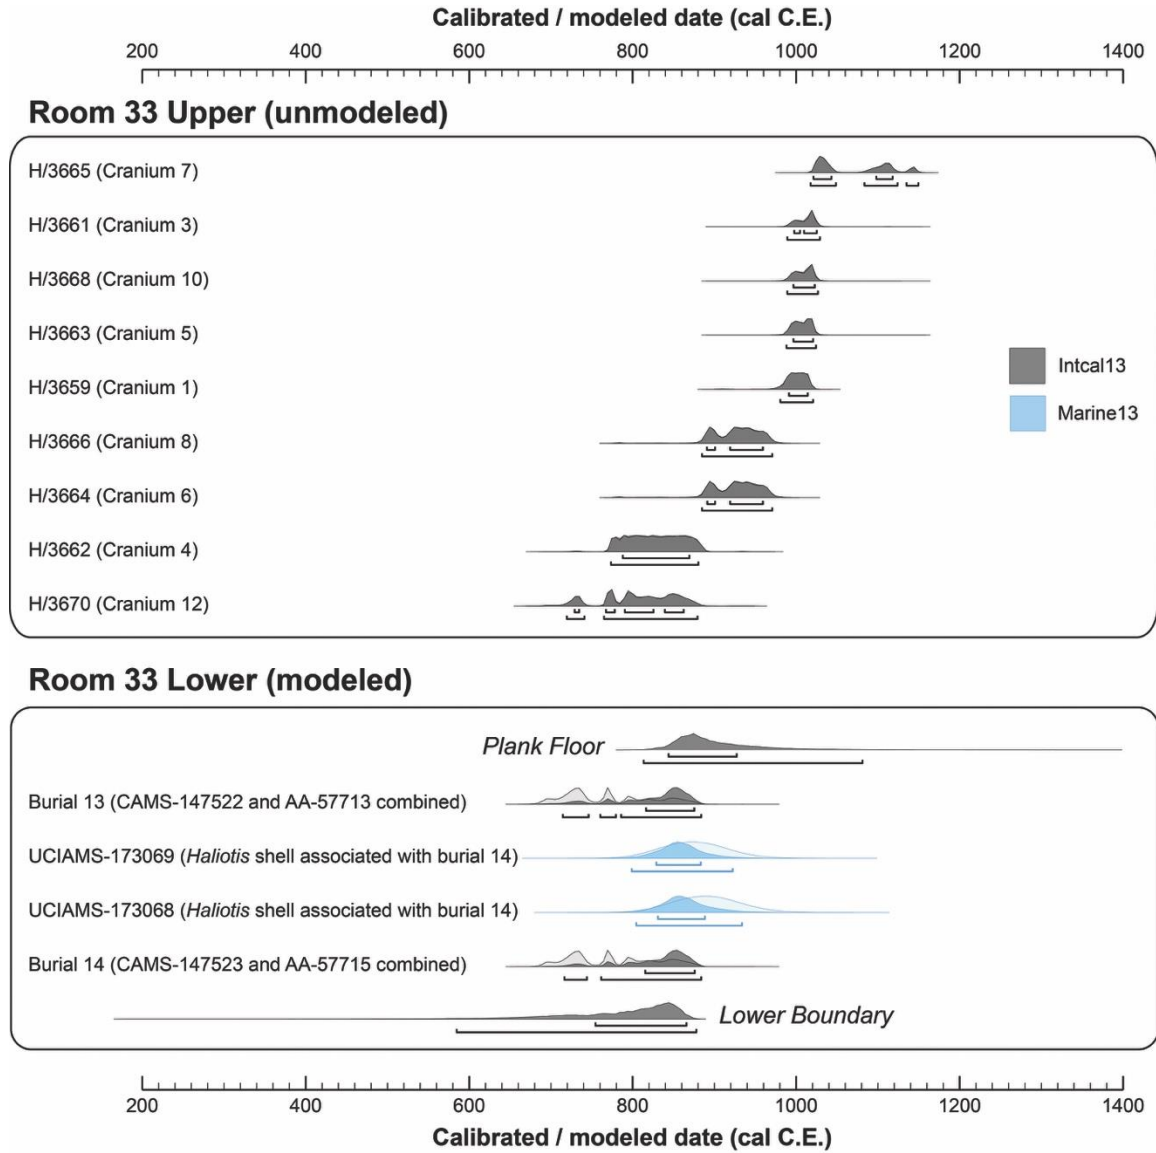 Calibrated / modeled date (cal C.E.)
200 400 600 800 1000 1200 1400
Room 33 Upper (unmodeled)
H/3665 (Cranium 7)
H/3661 (Cranium 3)
H/3668 (Cranium 10)
H/3663 (Cranium 5)
Intcal13
H/3659 (Cranium 1)
Marine13
H/3666 (Cranium 8)
H/3664 (Cranium 6)
H/3662 (Cranium 4)
H/3670 (Cranium 12)
Room 33 Lower (modeled)
Plank Floor
Burial 13 (CAMS-147522 and AA-57713 combined)
UCIAMS-173069 (Haliotis shell associated with burial 14)
UCIAMS-173068 (Haliotis shell associated with burial 14)
Burial 14 (CAMS-147523 and AA-57715 combined)
Lower Boundary
200 400 600 800 1000 1200 1400
Calibrated / modeled date (cal C.E.)